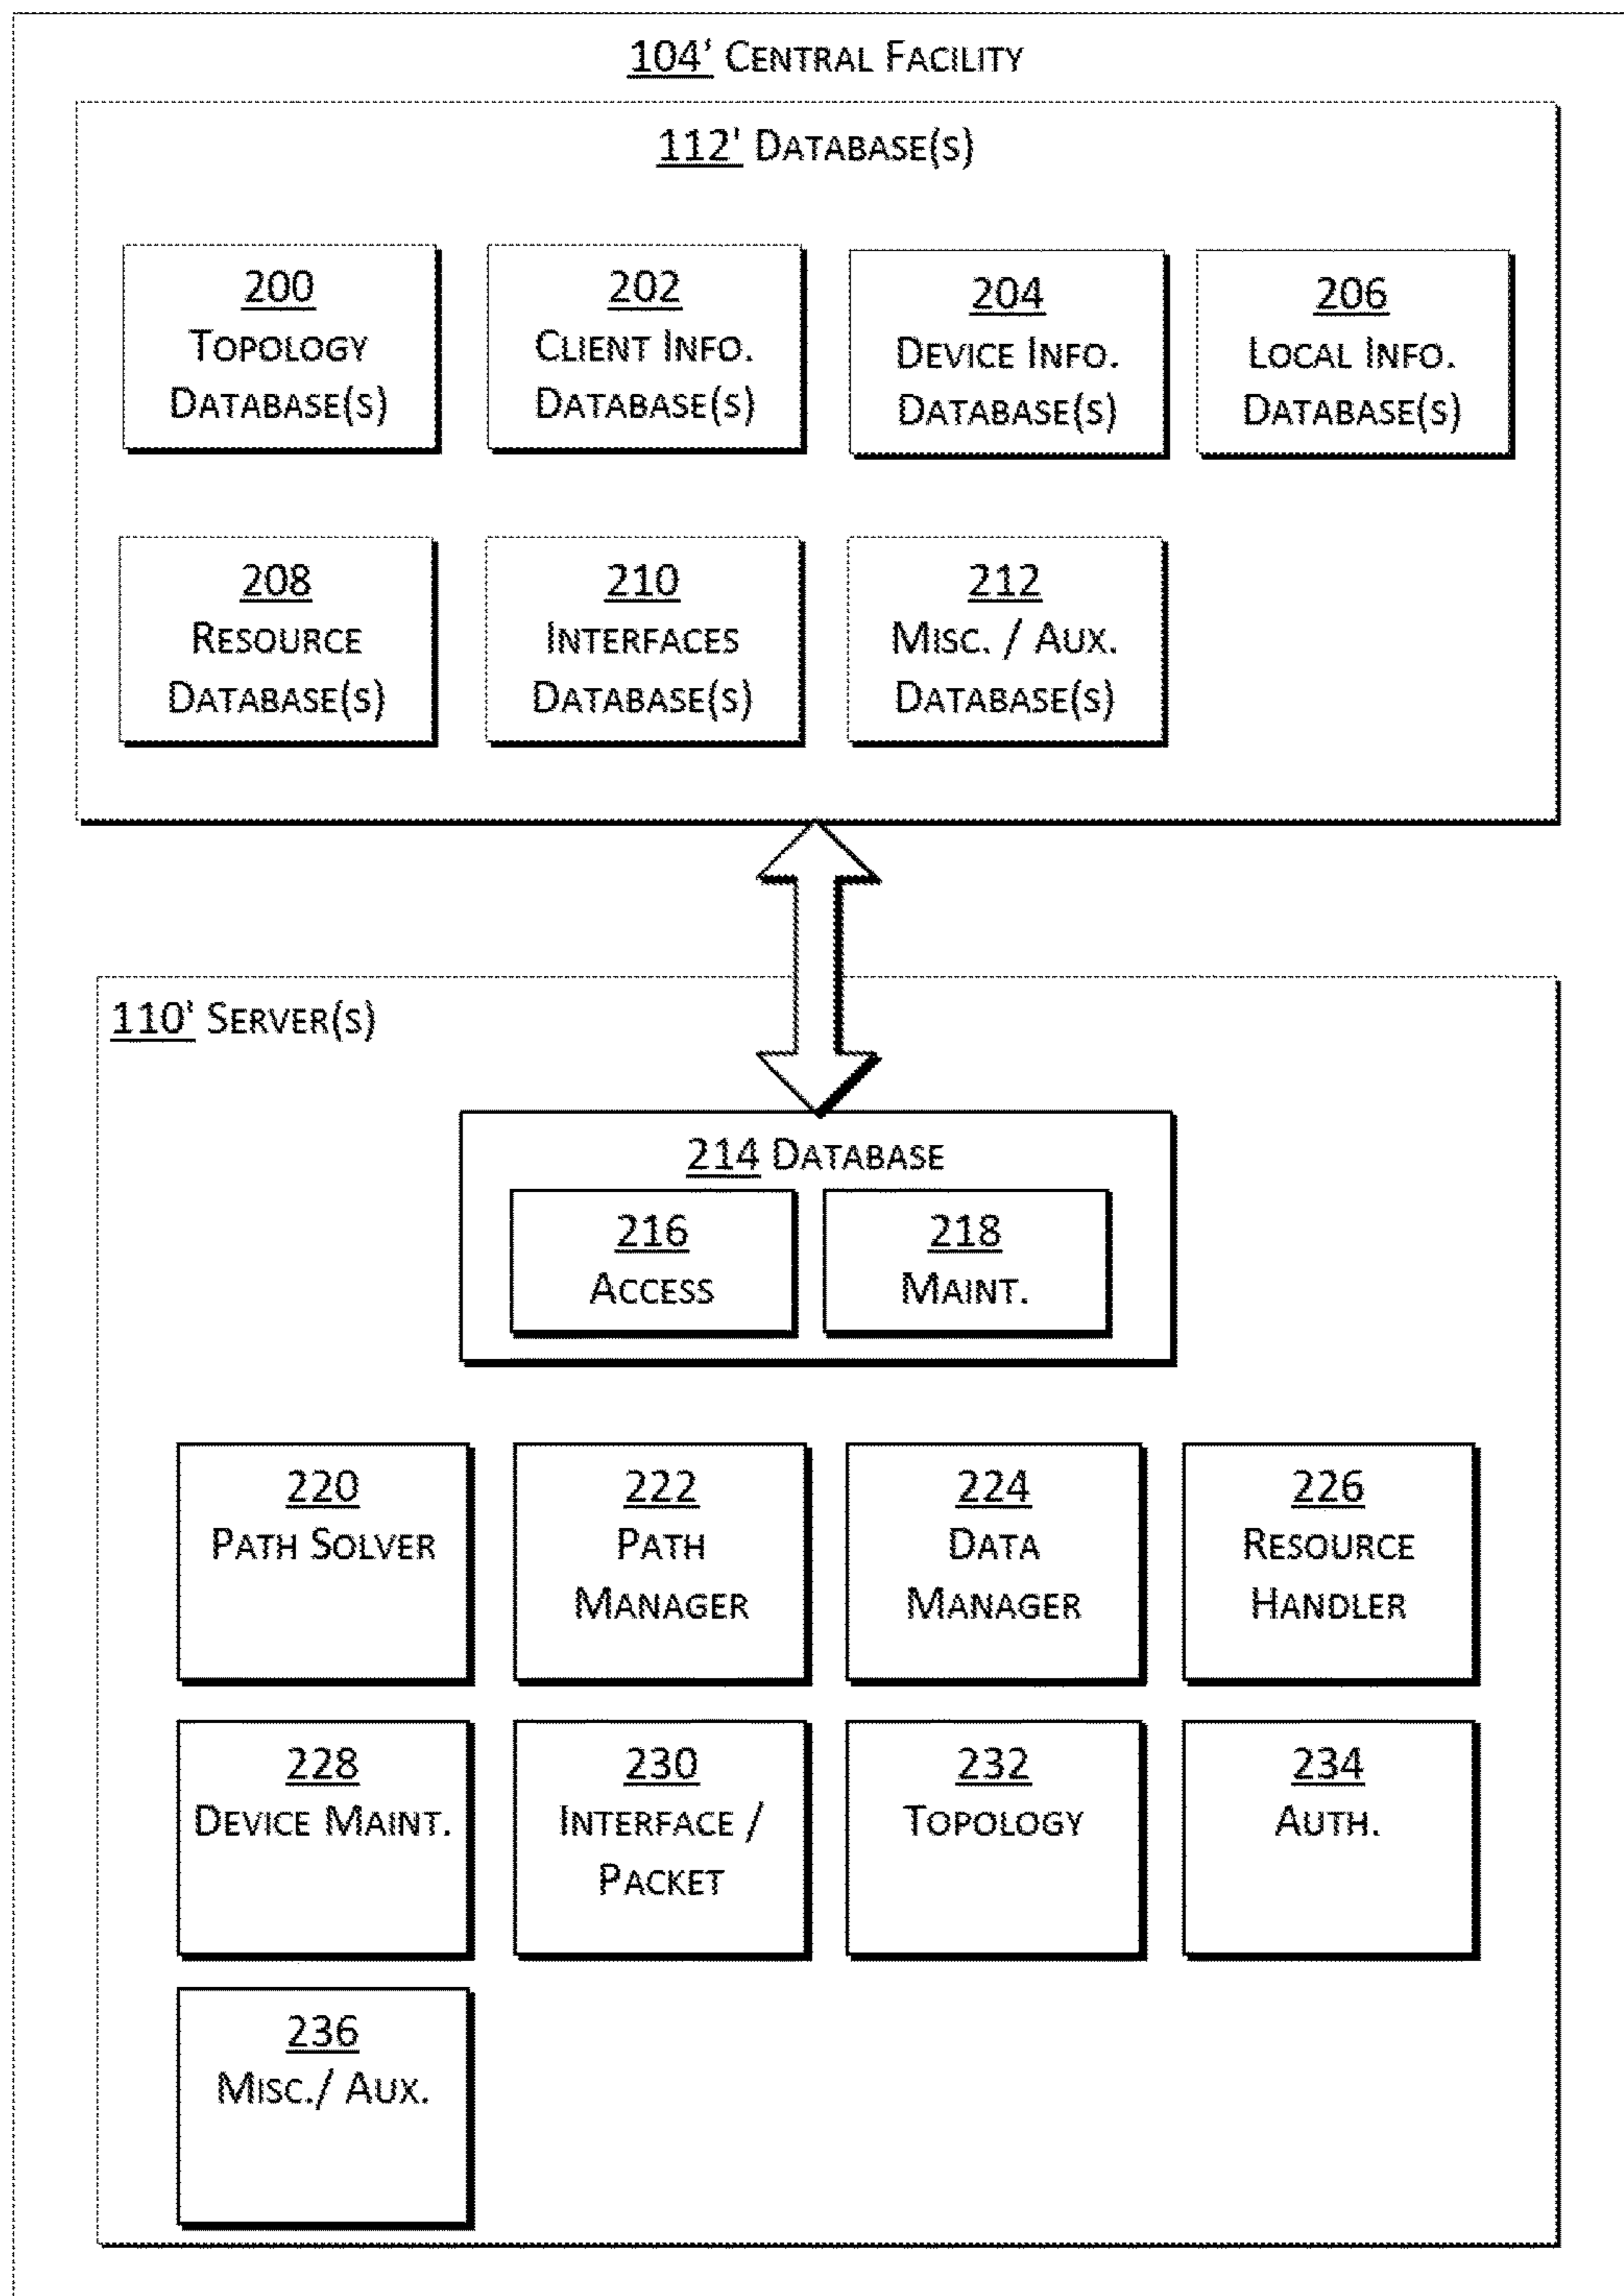 104' CENTRAL FACILITY
112' DATABASE(S)
200
TOPOLOGY
DATABASE(S)
202
CLIENT INFO.
DATABASE(S)
204
DEVICE INFO.
DATABASE(S)
206
LOCAL INFO.
DATABASE(S)
208
RESOURCE
DATABASE(S)
210
INTERFACES
DATABASE(S)
212
MISC. / AUX.
DATABASE(S)
110' SERVER(S)
214 DATABASE
216
ACCESS
218
MAINT.
220
PATH SOLVER
222
PATH
MANAGER
224
DATA
MANAGER
226
RESOURCE
HANDLER
228
DEVICE MAINT.
230
INTERFACE /
PACKET
232
TOPOLOGY
234
AUTH.
236
MISC./ AUX.